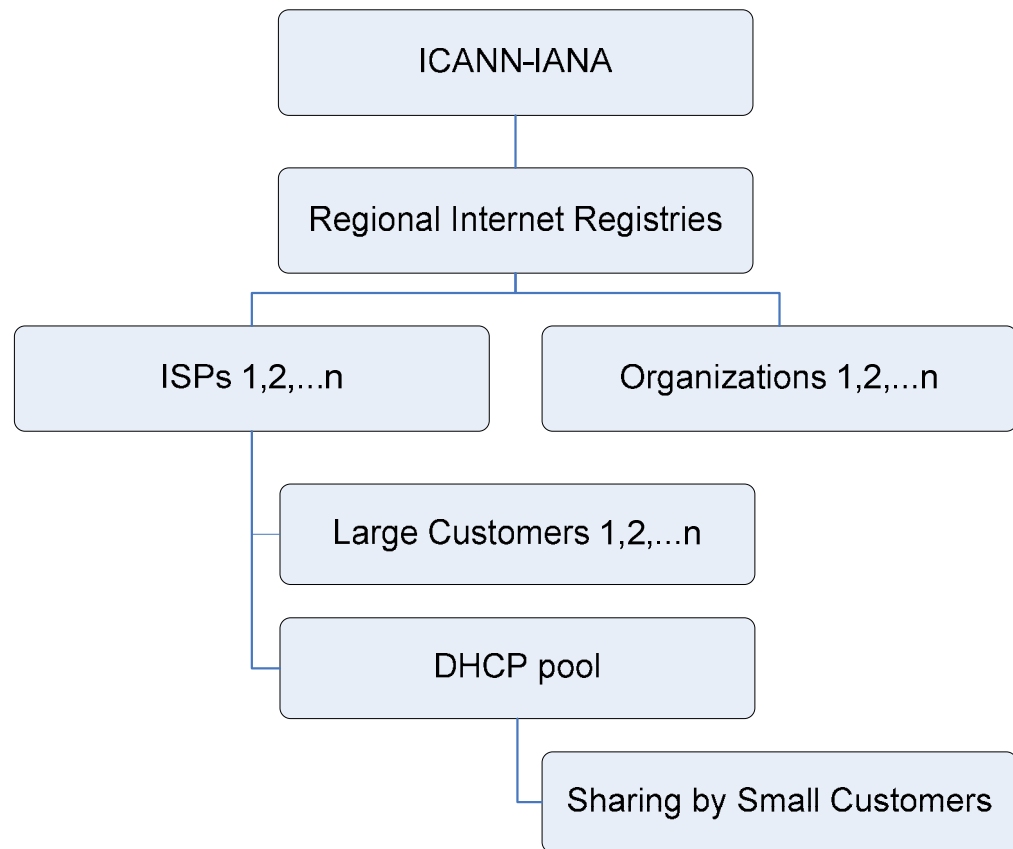 ICANN-IANA
Regional Internet Registries
ISPs 1,2,...n
Organizations 1,2,...n
Large Customers 1,2,...n
DHCP pool
Sharing by Small Customers